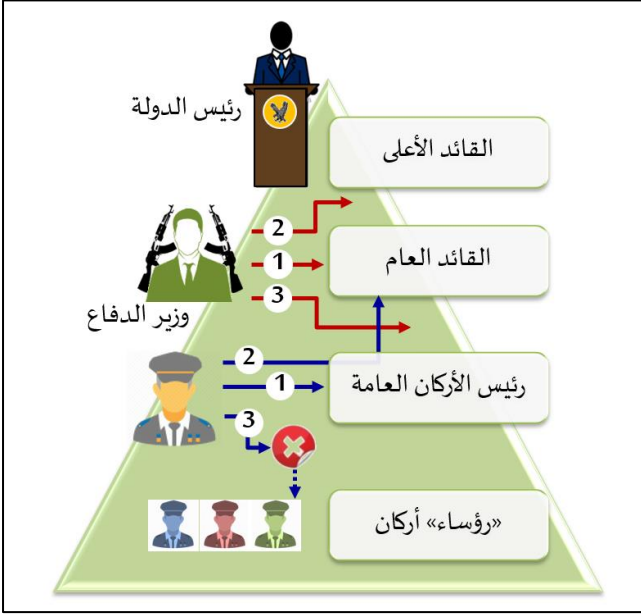 رئيس الدولة
القائد الأعلى
2
القائد العام
1
3
وزير الدفاع
2
رئيس الأركان العامة
1
3
«رؤساء» أركان